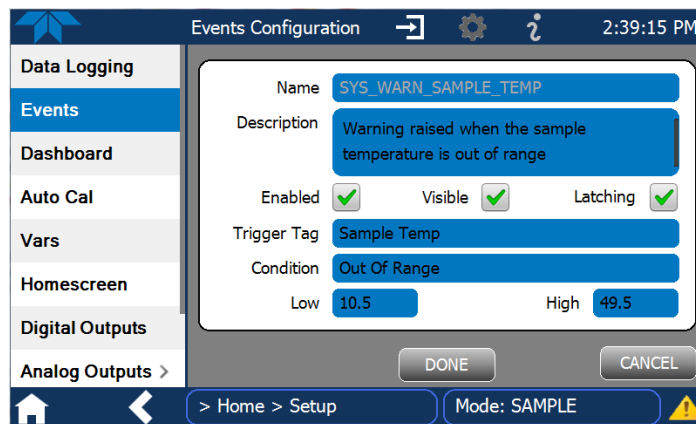 Events Configuration
2:39:15 PM
Data Logging
Events
Dashboard
Auto Cal
Vars
Homescreen
Digital Outputs
Analog Outputs >
Name SYS_WARN_SAMPLE_TEMP
Description Warning raised when the sample
temperature is out of range
Enabled Visible Latching
Trigger Tag Sample Temp
Condition Out Of Range
Low 10.5 High 49.5
DONE CANCEL
> Home > Setup Mode: SAMPLE